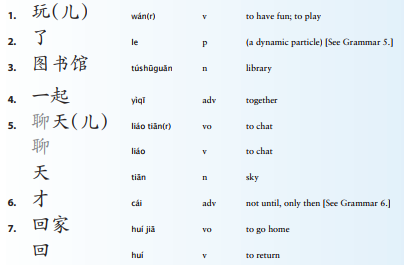 1. 玩(儿) wán(r) v to have fun; to play
2. 了 le p (a dynamic particle) [See Grammar 5.]
3. 图书馆 túshūguǎn n library
4. 一起 yìqǐ adv together
5. 聊天(儿) liáo tiān(r) vo to chat
聊 liáo v to chat
天 tiān n sky
6. 才 cái adv not until, only then [See Grammar 6.]
7. 回家 huí jiā vo to go home
回 huí v to return